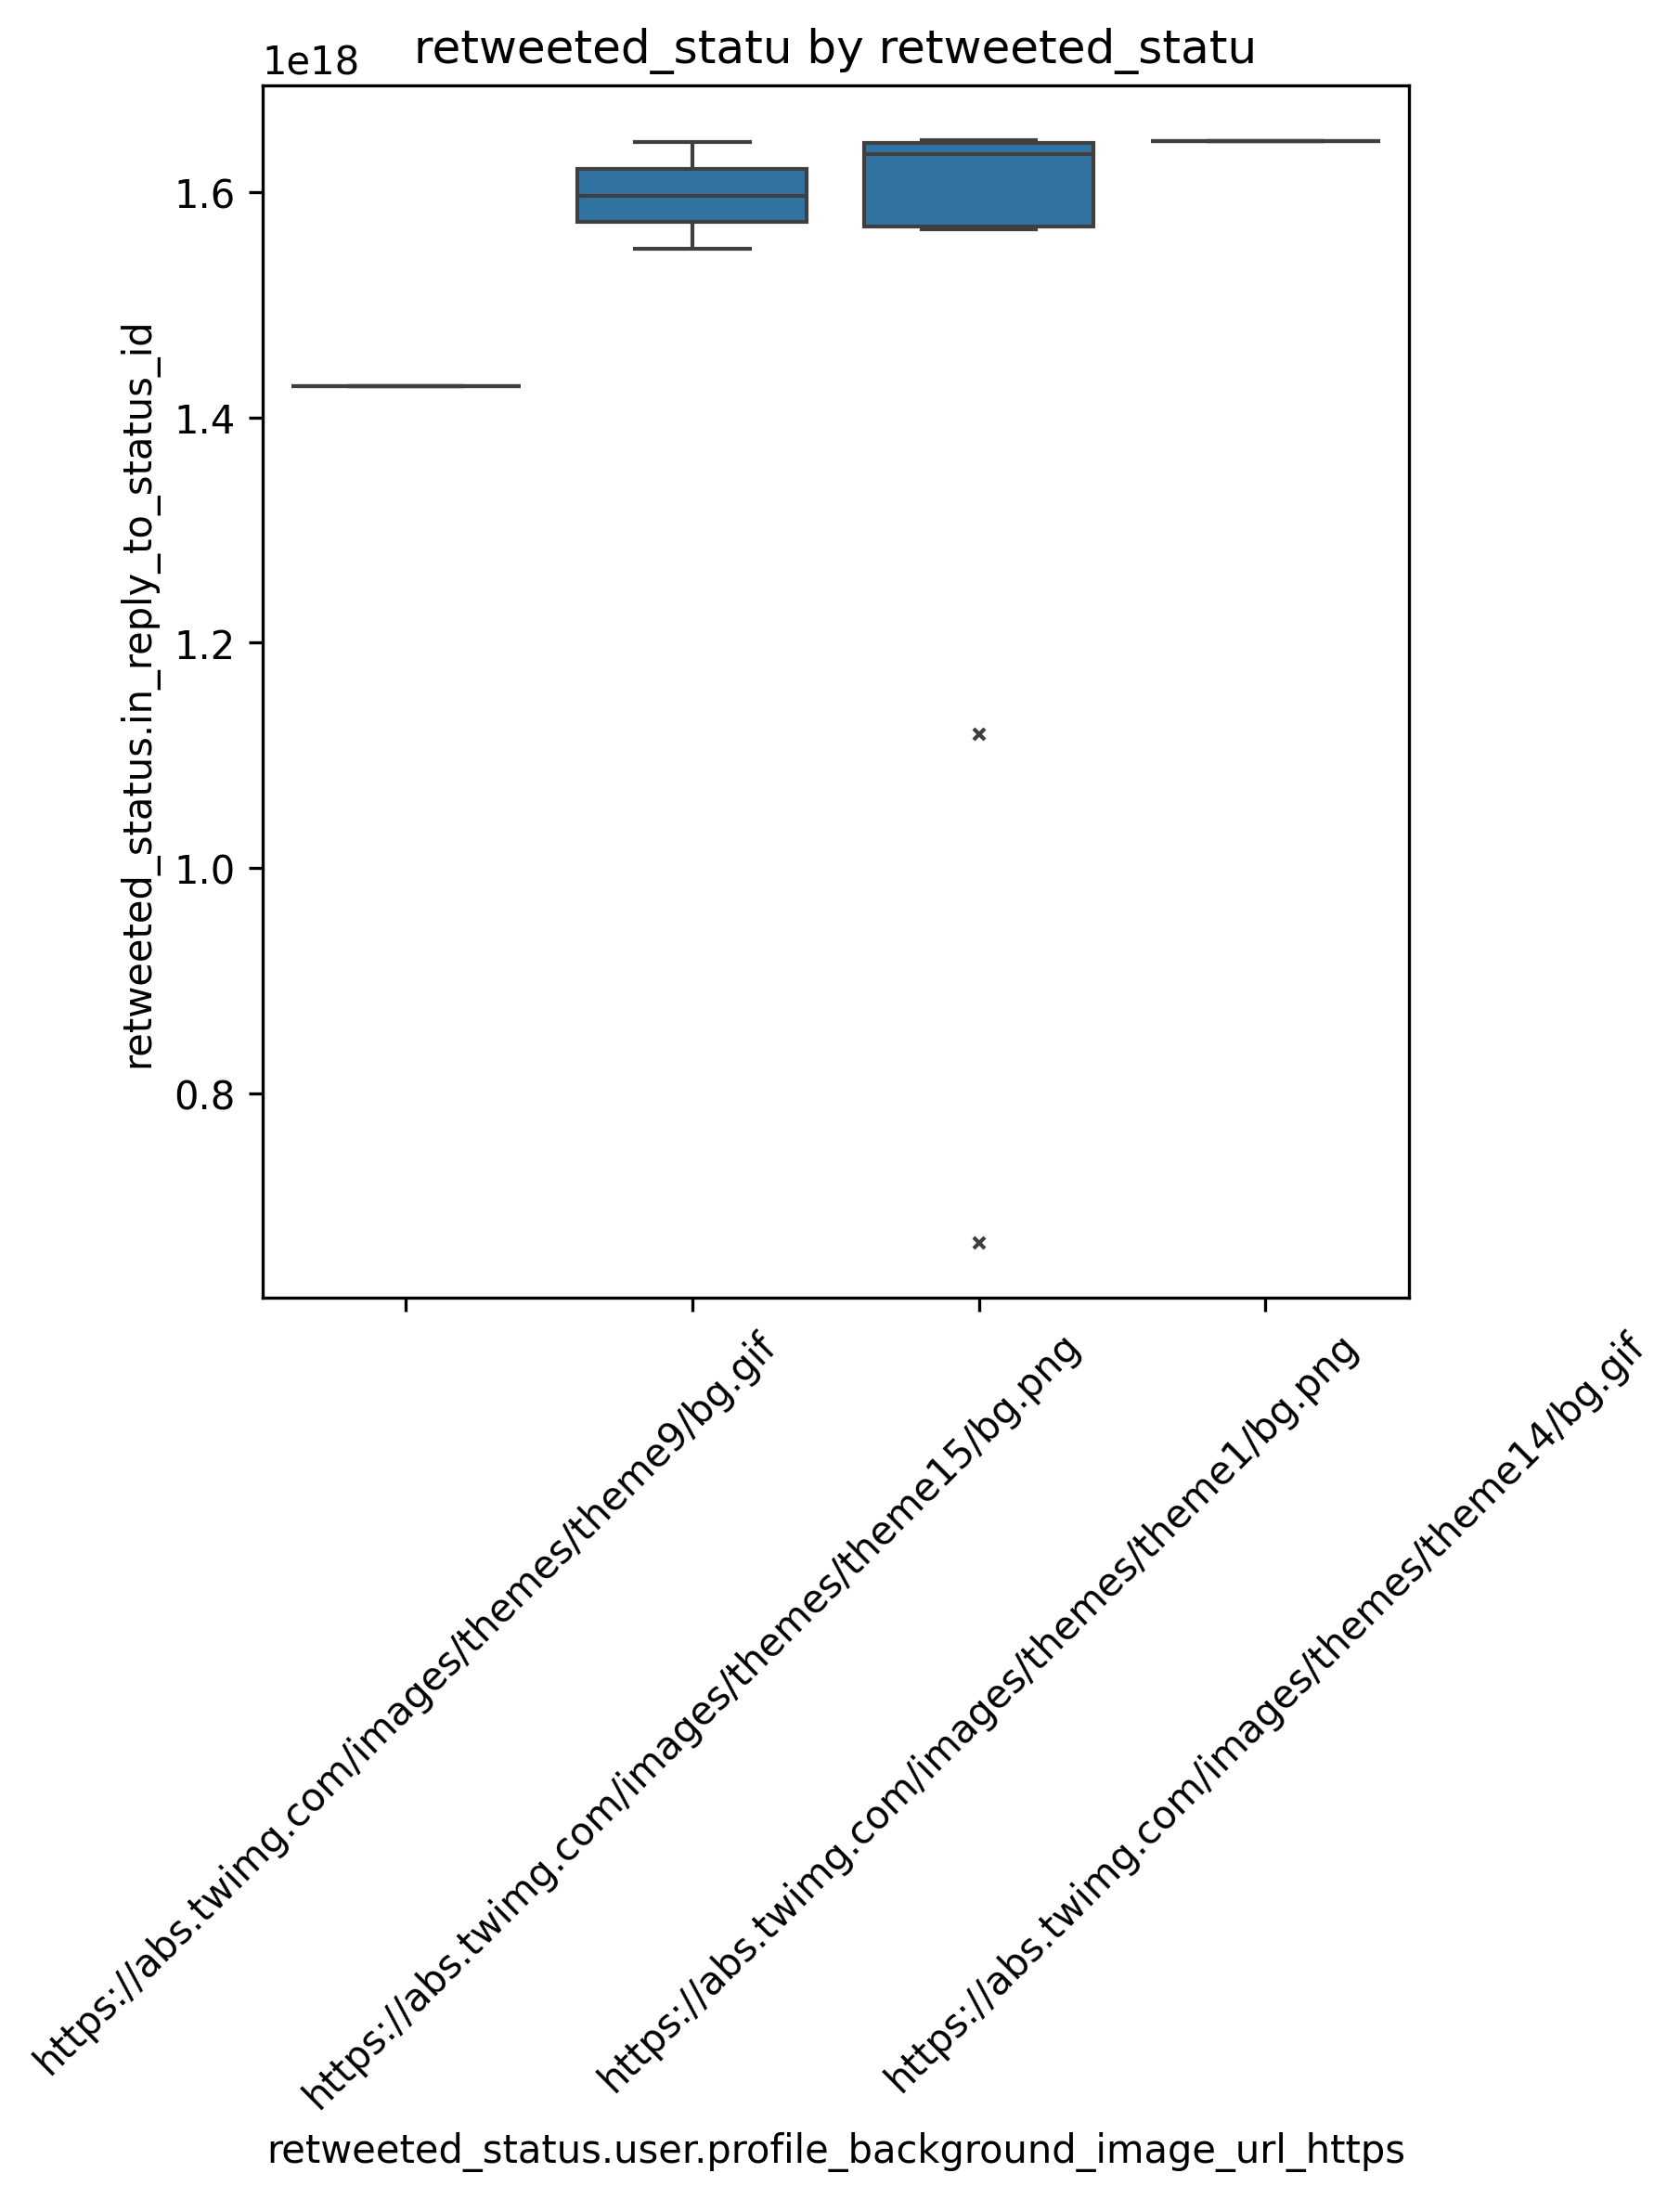 retweeted_statu by retweeted_statu
1e18
1.6
1.4
1.2
1.0
0.8
retweeted_status.in_reply_to_status_id
https://abs.twimg.com/images/themes/theme9/bg.gif
https://abs.twimg.com/images/themes/theme15/bg.png
https://abs.twimg.com/images/themes/theme1/bg.png
https://abs.twimg.com/images/themes/theme14/bg.gif
retweeted_status.user.profile_background_image_url_https